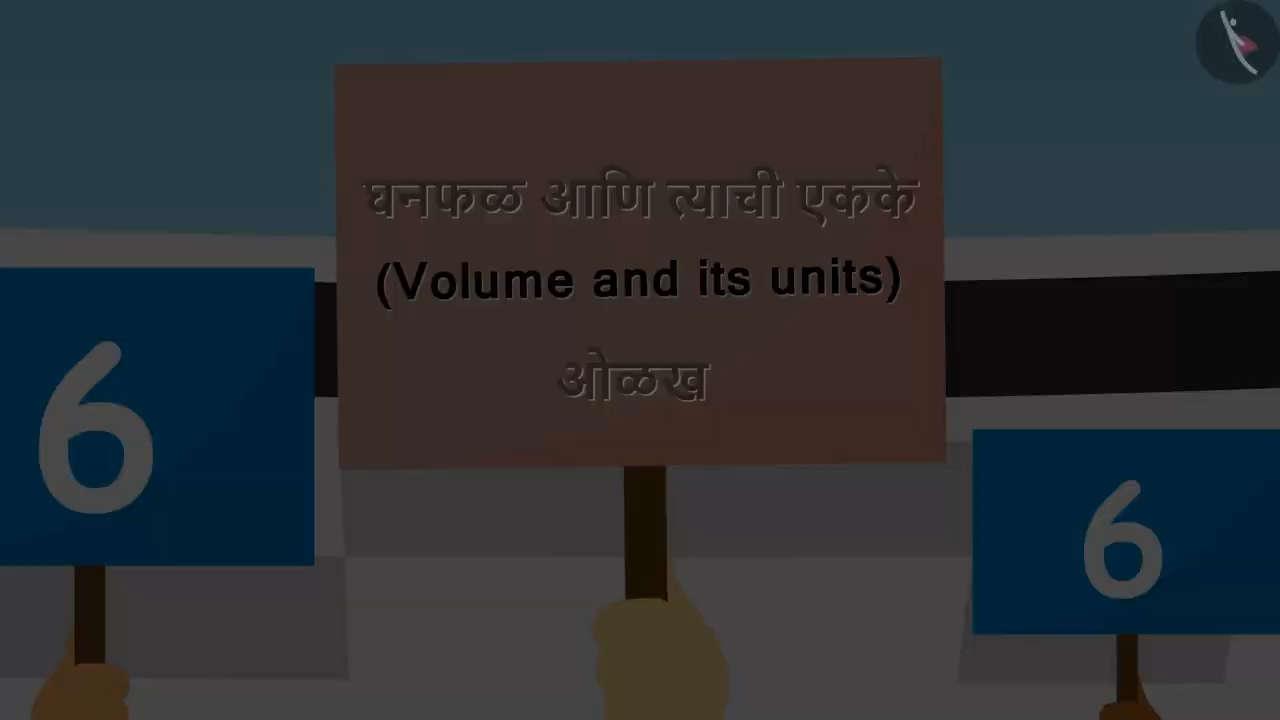 घनफळ आणि त्याची एकके
(Volume and its units)
ओळख
6
6